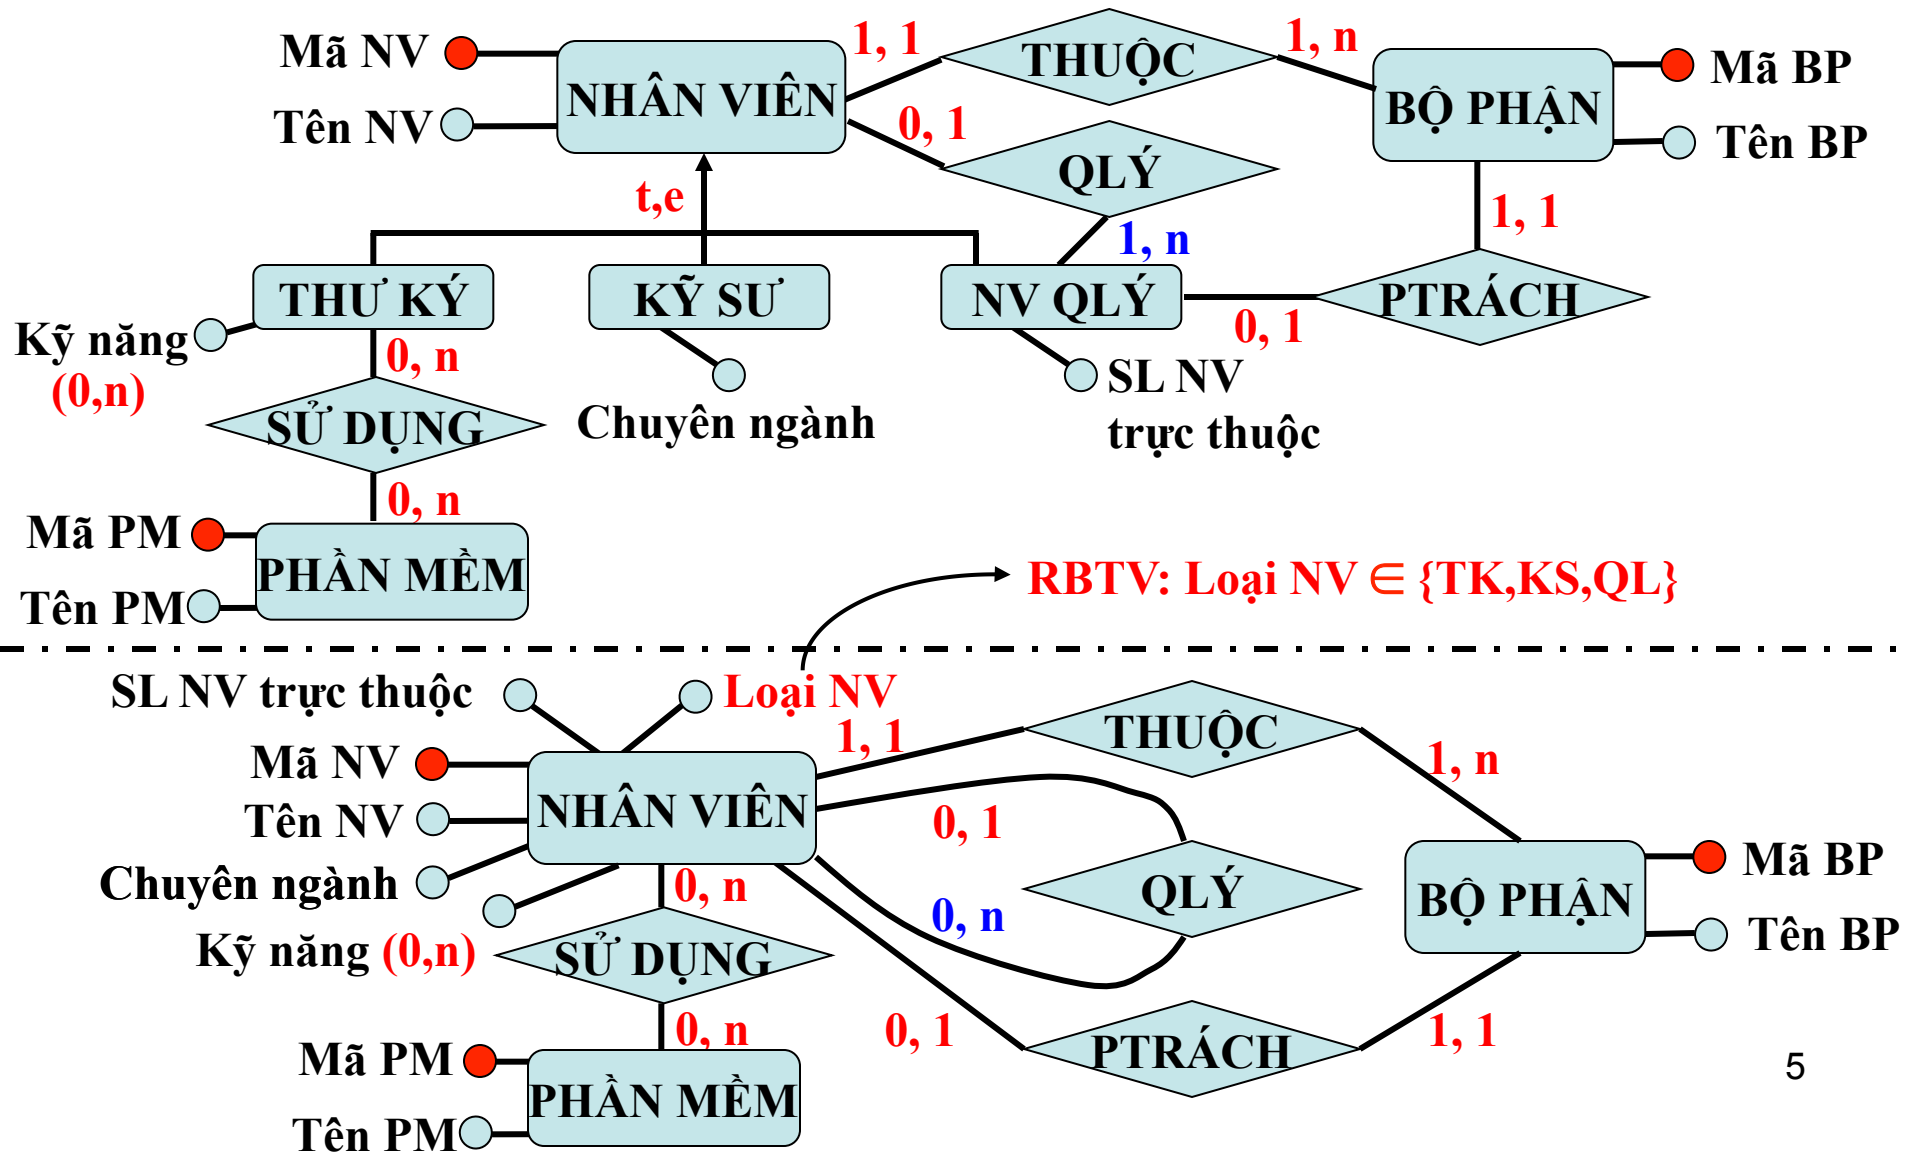 Mã NV
1, 1
THUỘC
1, n
Mã BP
NHÂN VIÊN
BỘ PHẬN
Tên NV
0, 1
Tên BP
QLÝ
t,e
1, n
1, 1
THƯ KÝ
KỸ SƯ
NV QLÝ
PTRÁCH
0, 1
Kỹ năng
(0,n)
0, n
SL NV
trực thuộc
Chuyên ngành
SỬ DỤNG
0, n
Mã PM
PHẦN MỀM
Tên PM
RBTV: Loại NV ∈ {TK,KS,QL}
SL NV trực thuộc
Loại NV
1, 1
THUỘC
1, n
Mã NV
NHÂN VIÊN
Tên NV
0, 1
Mã BP
Chuyên ngành
0, n
QLÝ
BỘ PHẬN
0, n
Tên BP
Kỹ năng (0,n)
SỬ DỤNG
0, n
0, 1
PTRÁCH
1, 1
Mã PM
PHẦN MỀM
Tên PM
5